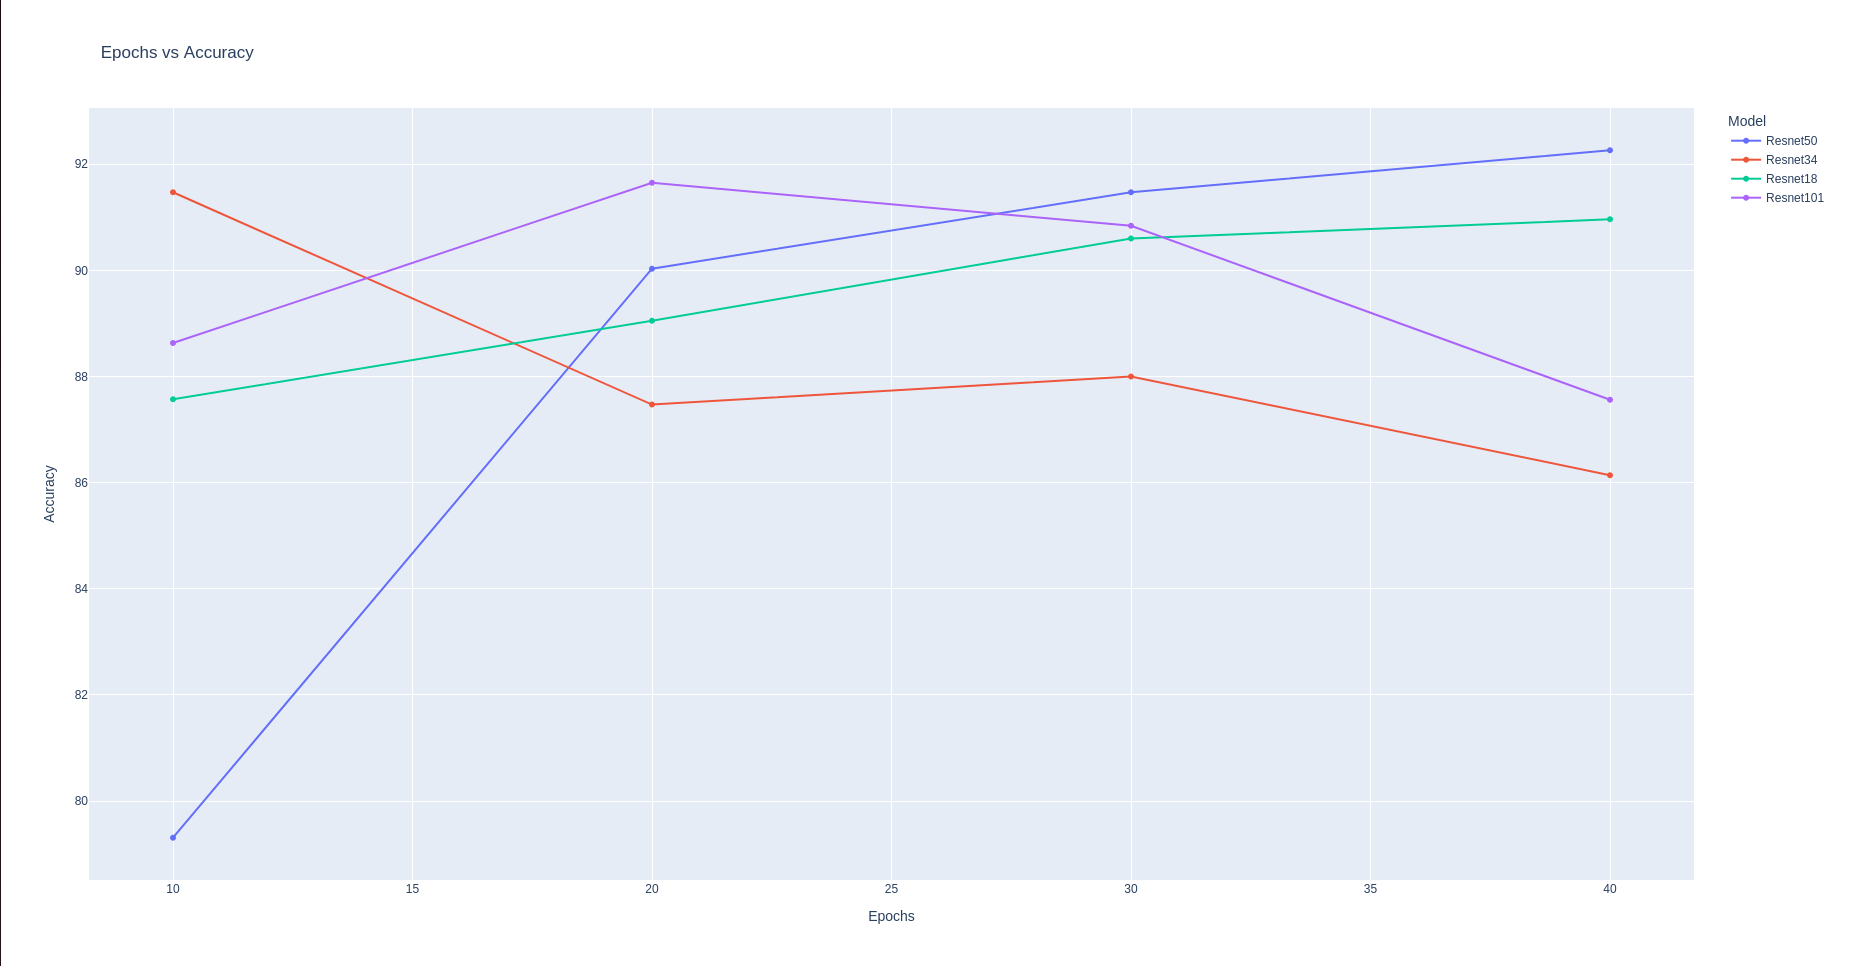 Epochs vs Accuracy
Model
Resnet50
Resnet34
Resnet18
Resnet101
92
90
88
86
84
82
80
Accuracy
10 15 20 25 30 35 40
Epochs